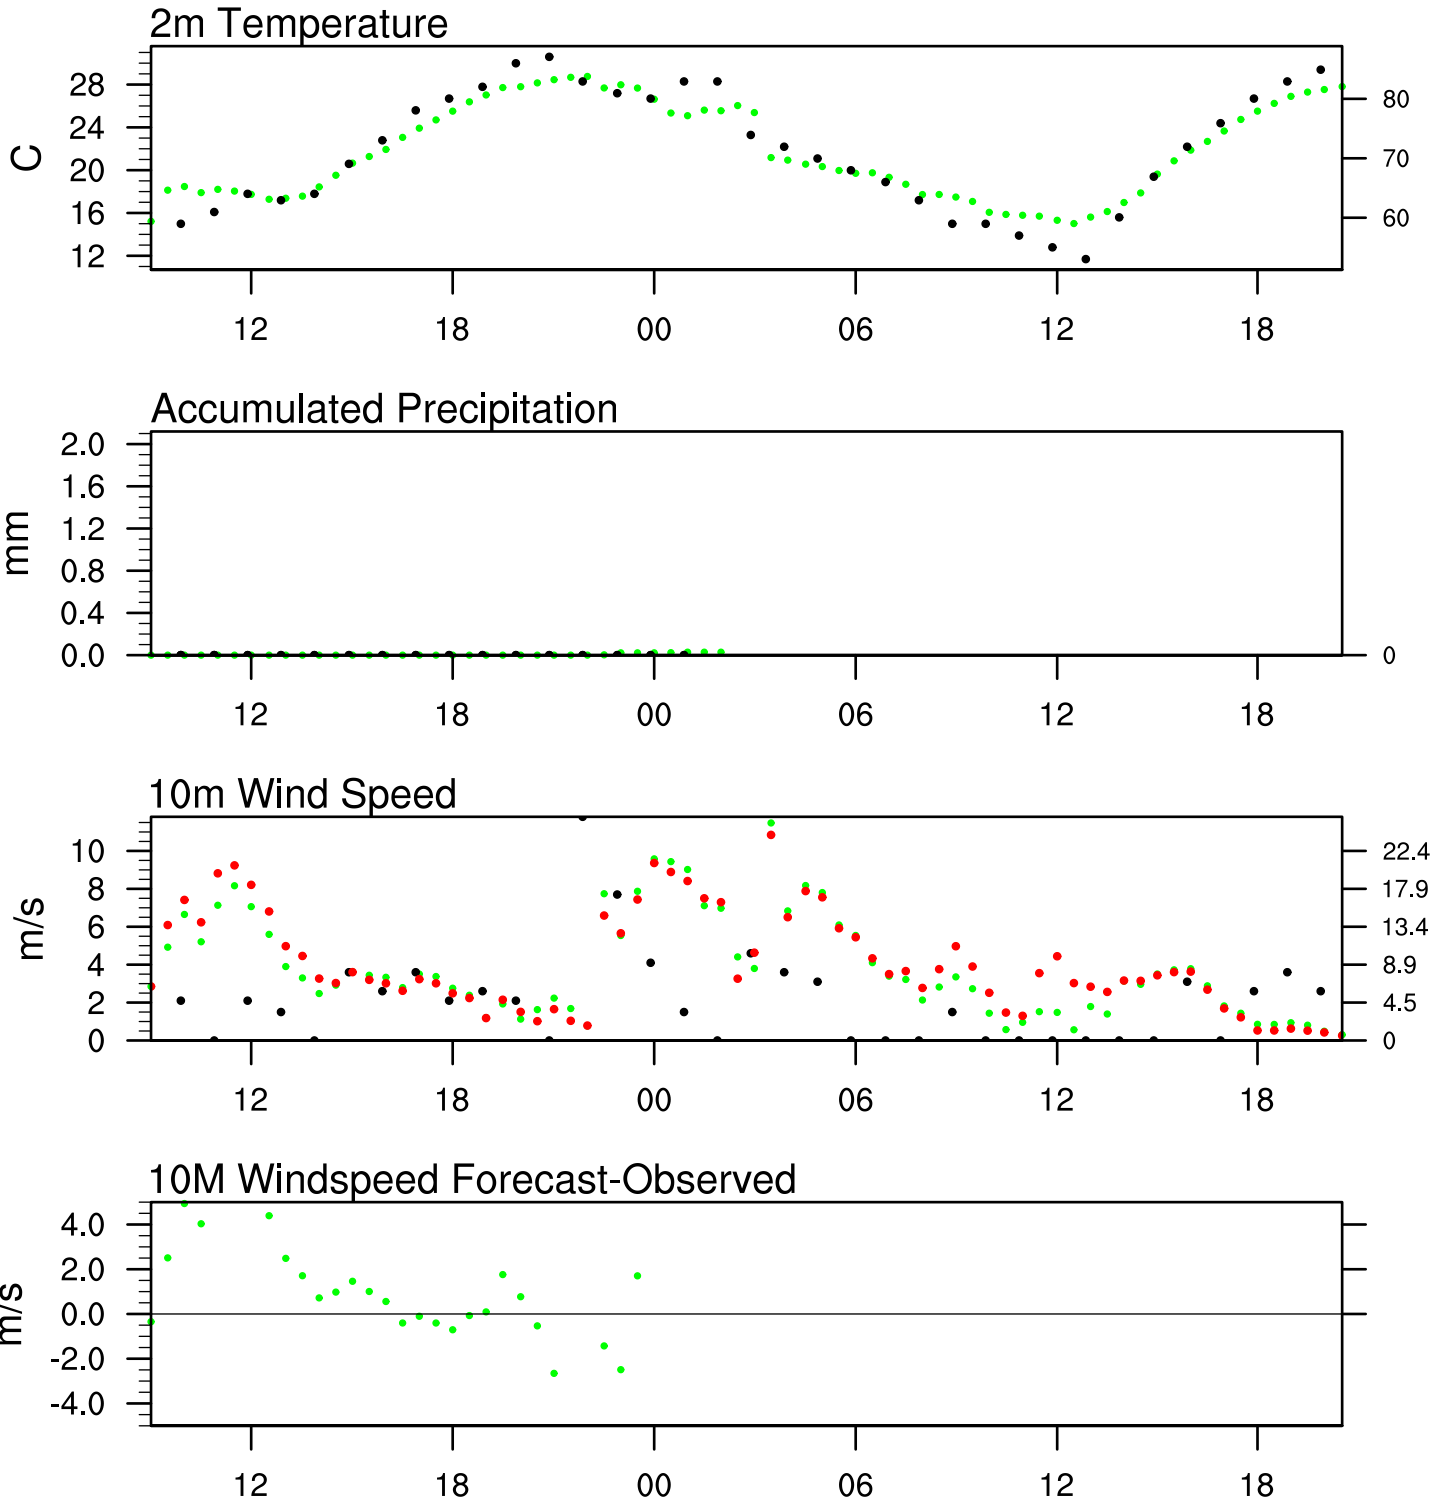 2m Temperature
28
24
20
16
12
C
80
70
60
12 18 00 06 12 18
Accumulated Precipitation
2.0
1.6
1.2
0.8
0.4
0.0
mm
0
12 18 00 06 12 18
10m Wind Speed
10
8
6
4
2
0
m/s
22.4
17.9
13.4
8.9
4.5
0
12 18 00 06 12 18
10M Windspeed Forecast-Observed
4.0
2.0
0.0
-2.0
-4.0
m/s
12 18 00 06 12 18